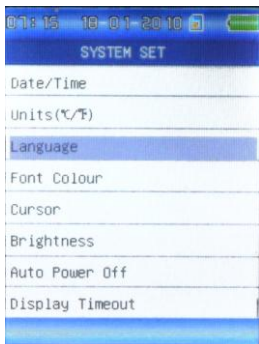 07:16 18-01-2010
SYSTEM SET
Date/Time
Units(℃/℉)
Language
Font Colour
Cursor
Brightness
Auto Power Off
Display Timeout